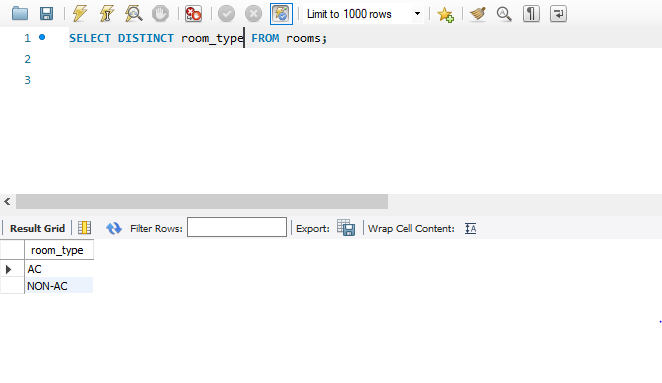 Limit to 1000 rows
1 SELECT DISTINCT room_type FROM rooms;
2
3
Result Grid Filter Rows: Export: Wrap Cell Content:
room_type
AC
NON-AC